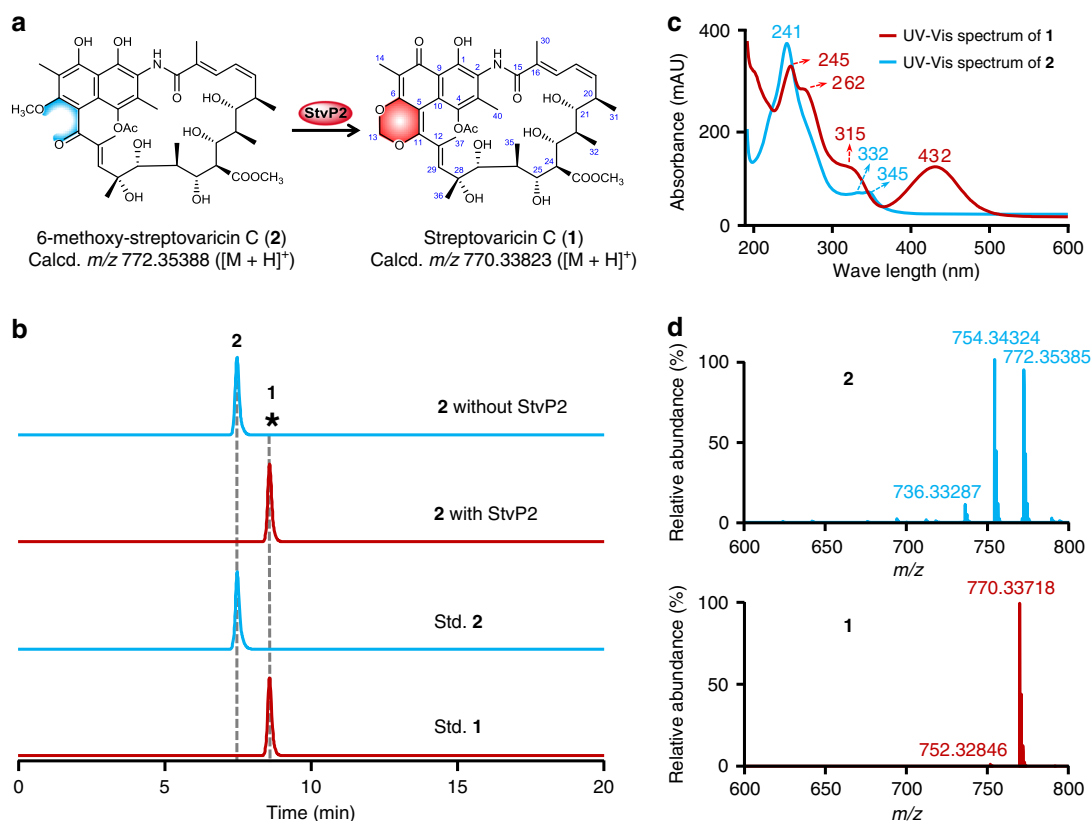 a
OH
OH
NH
O
H₃CO
O
OAc
HO
HO
OH
OH
OH
COOCH₃
StvP2
O
OH
30
14
9
1
NH
15
16
6
2
O
O
5
10
4
20
HO
21
31
OAc
40
13
O
11
12
37
35
HO
32
29
OH
24
28
25
COOCH₃
36
OH
OH
6-methoxy-streptovaricin C (2)
Calcd. m/z 772.35388 ([M + H]⁺)
Streptovaricin C (1)
Calcd. m/z 770.33823 ([M + H]⁺)
b
2
1
*
2 without StvP2
2 with StvP2
Std. 2
Std. 1
0
5
10
15
20
Time (min)
c
400
200
0
Absorbance (mAU)
241
245
262
315
332
345
432
UV-Vis spectrum of 1
UV-Vis spectrum of 2
200
300
400
500
600
Wave length (nm)
d
754.34324
772.35385
2
736.33287
100
50
0
Relative abundance (%)
600
650
700
750
800
m/z
770.33718
1
752.32846
100
50
0
Relative abundance (%)
600
650
700
750
800
m/z